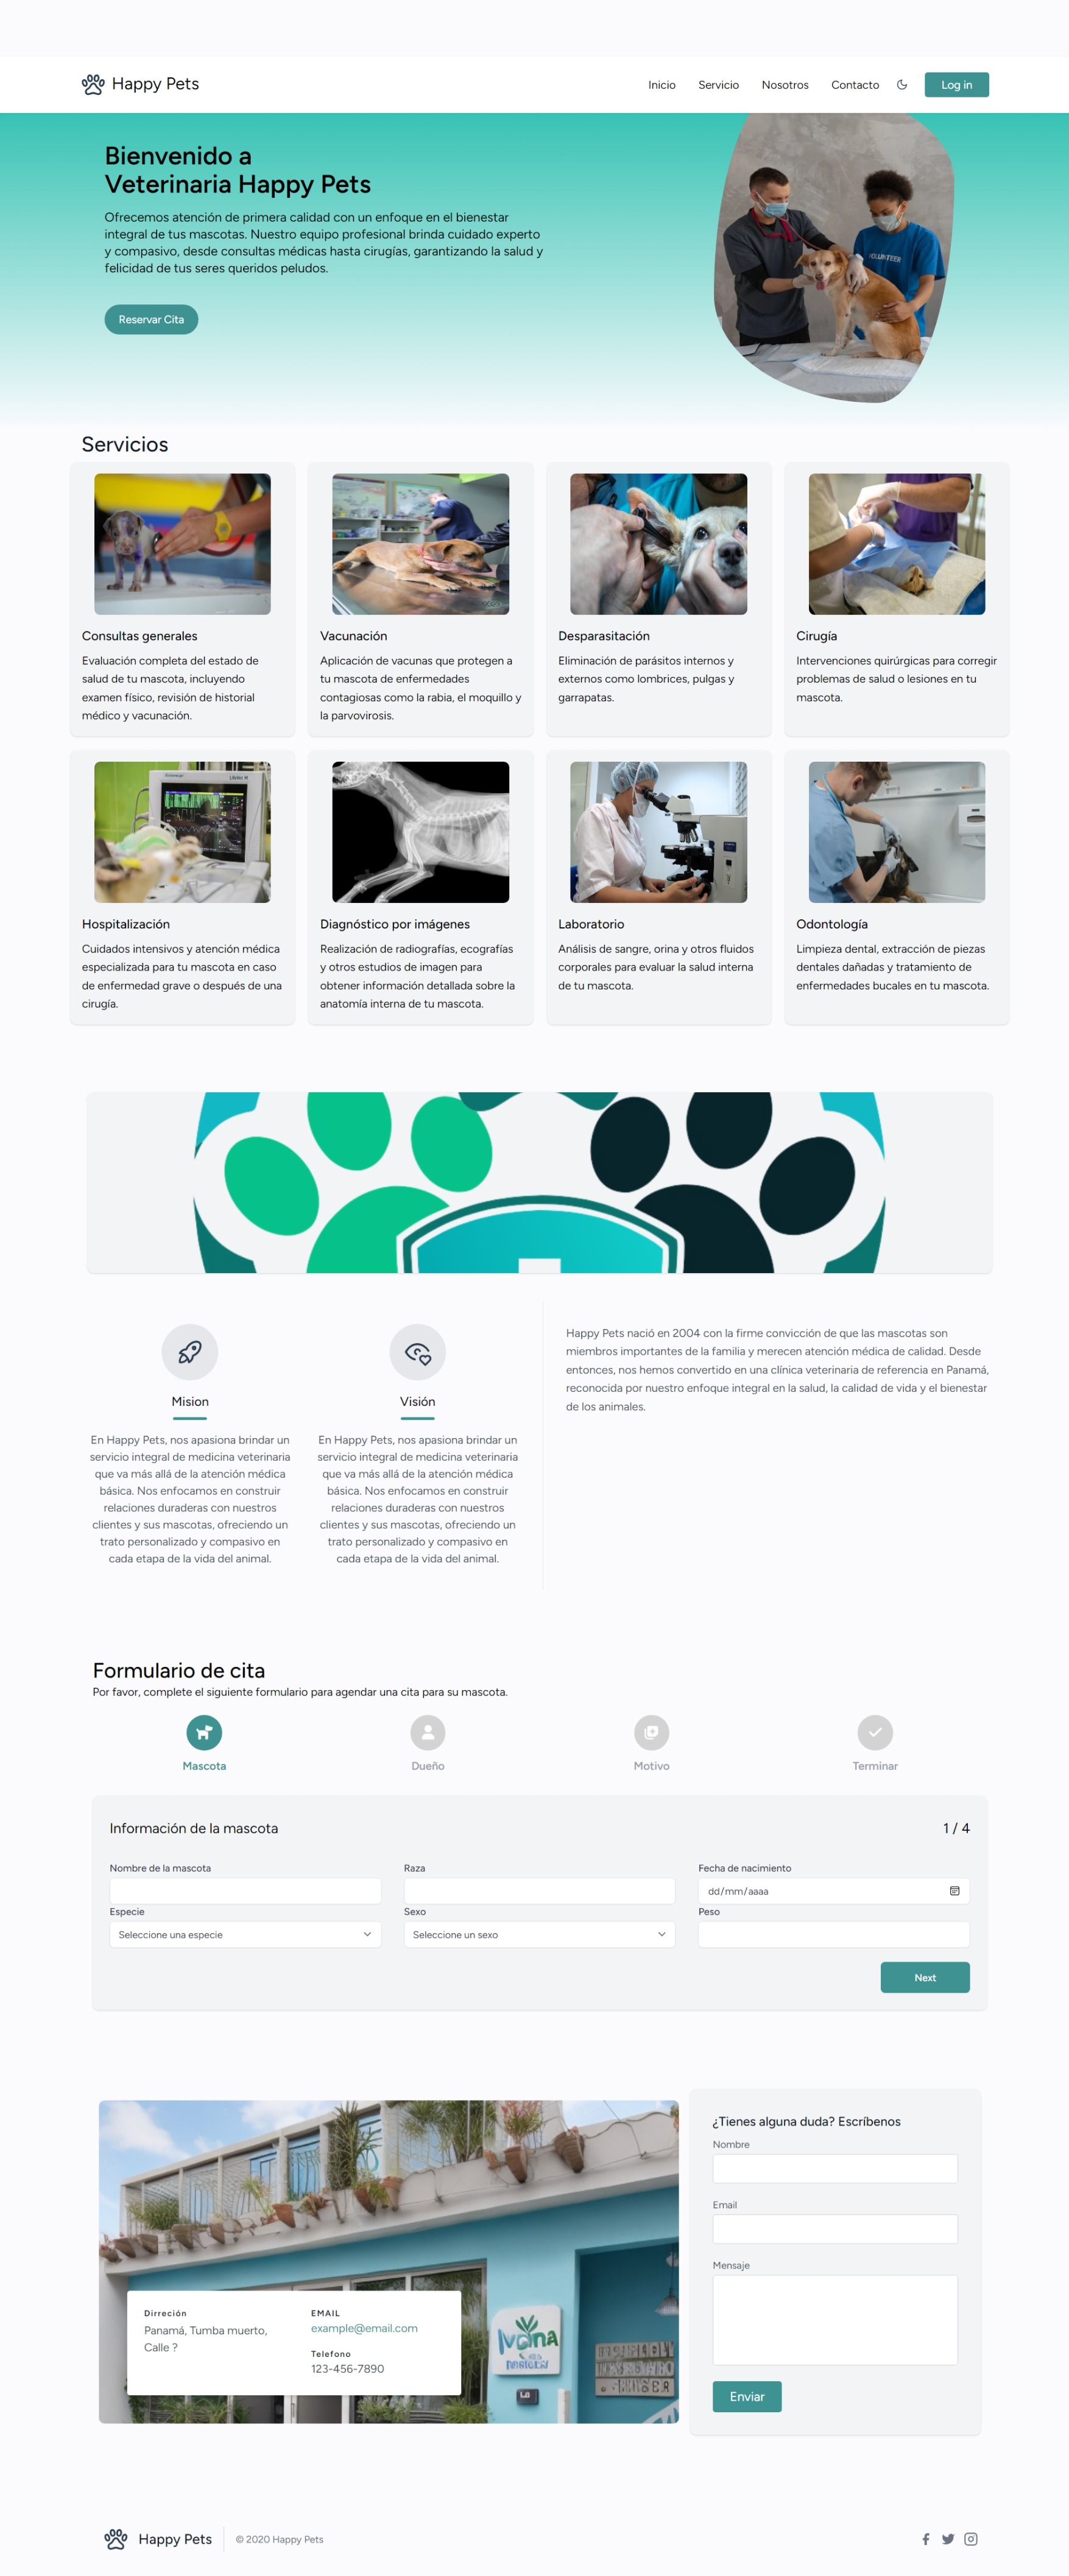 Happy Pets
Inicio
Servicio
Nosotros
Contacto
Log in
Bienvenido a
Veterinaria Happy Pets
Ofrecemos atención de primera calidad con un enfoque en el bienestar
integral de tus mascotas. Nuestro equipo profesional brinda cuidado experto
y compasivo, desde consultas médicas hasta cirugías, garantizando la salud y
felicidad de tus seres queridos peludos.
Reservar Cita
VOLUNTEER
Servicios
Consultas generales
Evaluación completa del estado de
salud de tu mascota, incluyendo
examen físico, revisión de historial
médico y vacunación.
Vacunación
Aplicación de vacunas que protegen a
tu mascota de enfermedades
contagiosas como la rabia, el moquillo y
la parvovirosis.
Desparasitación
Eliminación de parásitos internos y
externos como lombrices, pulgas y
garrapatas.
Cirugía
Intervenciones quirúrgicas para corregir
problemas de salud o lesiones en tu
mascota.
Hospitalización
Cuidados intensivos y atención médica
especializada para tu mascota en caso
de enfermedad grave o después de una
cirugía.
Diagnóstico por imágenes
Realización de radiografías, ecografías
y otros estudios de imagen para
obtener información detallada sobre la
anatomía interna de tu mascota.
Laboratorio
Análisis de sangre, orina y otros fluidos
corporales para evaluar la salud interna
de tu mascota.
Odontología
Limpieza dental, extracción de piezas
dentales dañadas y tratamiento de
enfermedades bucales en tu mascota.
Mision
En Happy Pets, nos apasiona brindar un
servicio integral de medicina veterinaria
que va más allá de la atención médica
básica. Nos enfocamos en construir
relaciones duraderas con nuestros
clientes y sus mascotas, ofreciendo un
trato personalizado y compasivo en
cada etapa de la vida del animal.
Visión
En Happy Pets, nos apasiona brindar un
servicio integral de medicina veterinaria
que va más allá de la atención médica
básica. Nos enfocamos en construir
relaciones duraderas con nuestros
clientes y sus mascotas, ofreciendo un
trato personalizado y compasivo en
cada etapa de la vida del animal.
Happy Pets nació en 2004 con la firme convicción de que las mascotas son
miembros importantes de la familia y merecen atención médica de calidad. Desde
entonces, nos hemos convertido en una clínica veterinaria de referencia en Panamá,
reconocida por nuestro enfoque integral en la salud, la calidad de vida y el bienestar
de los animales.
Formulario de cita
Por favor, complete el siguiente formulario para agendar una cita para su mascota.
Mascota
Dueño
Motivo
Terminar
Información de la mascota
1 / 4
Nombre de la mascota
Raza
Fecha de nacimiento
dd/mm/aaaa
Especie
Sexo
Peso
Seleccione una especie
Seleccione un sexo
Next
Dirreción
Panamá, Tumba muerto,
Calle ?
EMAIL
example@email.com
Telefono
123-456-7890
¿Tienes alguna duda? Escríbenos
Nombre
Email
Mensaje
Enviar
Happy Pets
© 2020 Happy Pets